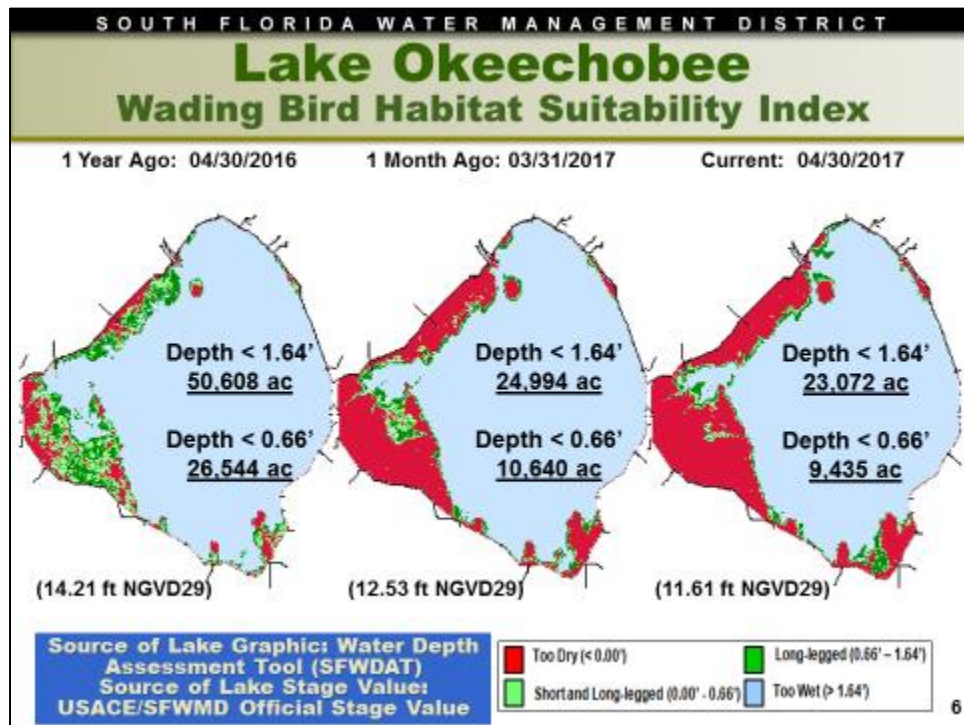 SOUTH FLORIDA WATER MANAGEMENT DISTRICT
Lake Okeechobee
Wading Bird Habitat Suitability Index
1 Year Ago: 04/30/2016
1 Month Ago: 03/31/2017
Current: 04/30/2017
Depth < 1.64'
50,608 ac
Depth < 0.66'
26,544 ac
(14.21 ft NGVD29)
Depth < 1.64'
24,994 ac
Depth < 0.66'
10,640 ac
(12.53 ft NGVD29)
Depth < 1.64'
23,072 ac
Depth < 0.66'
9,435 ac
(11.61 ft NGVD29)
Source of Lake Graphic: Water Depth
Assessment Tool (SFWDAT)
Source of Lake Stage Value:
USACE/SFWMD Official Stage Value
Too Dry (< 0.00')
Long-legged (0.66' – 1.64')
Short and Long-legged (0.00' - 0.66')
Too Wet (> 1.64')
6